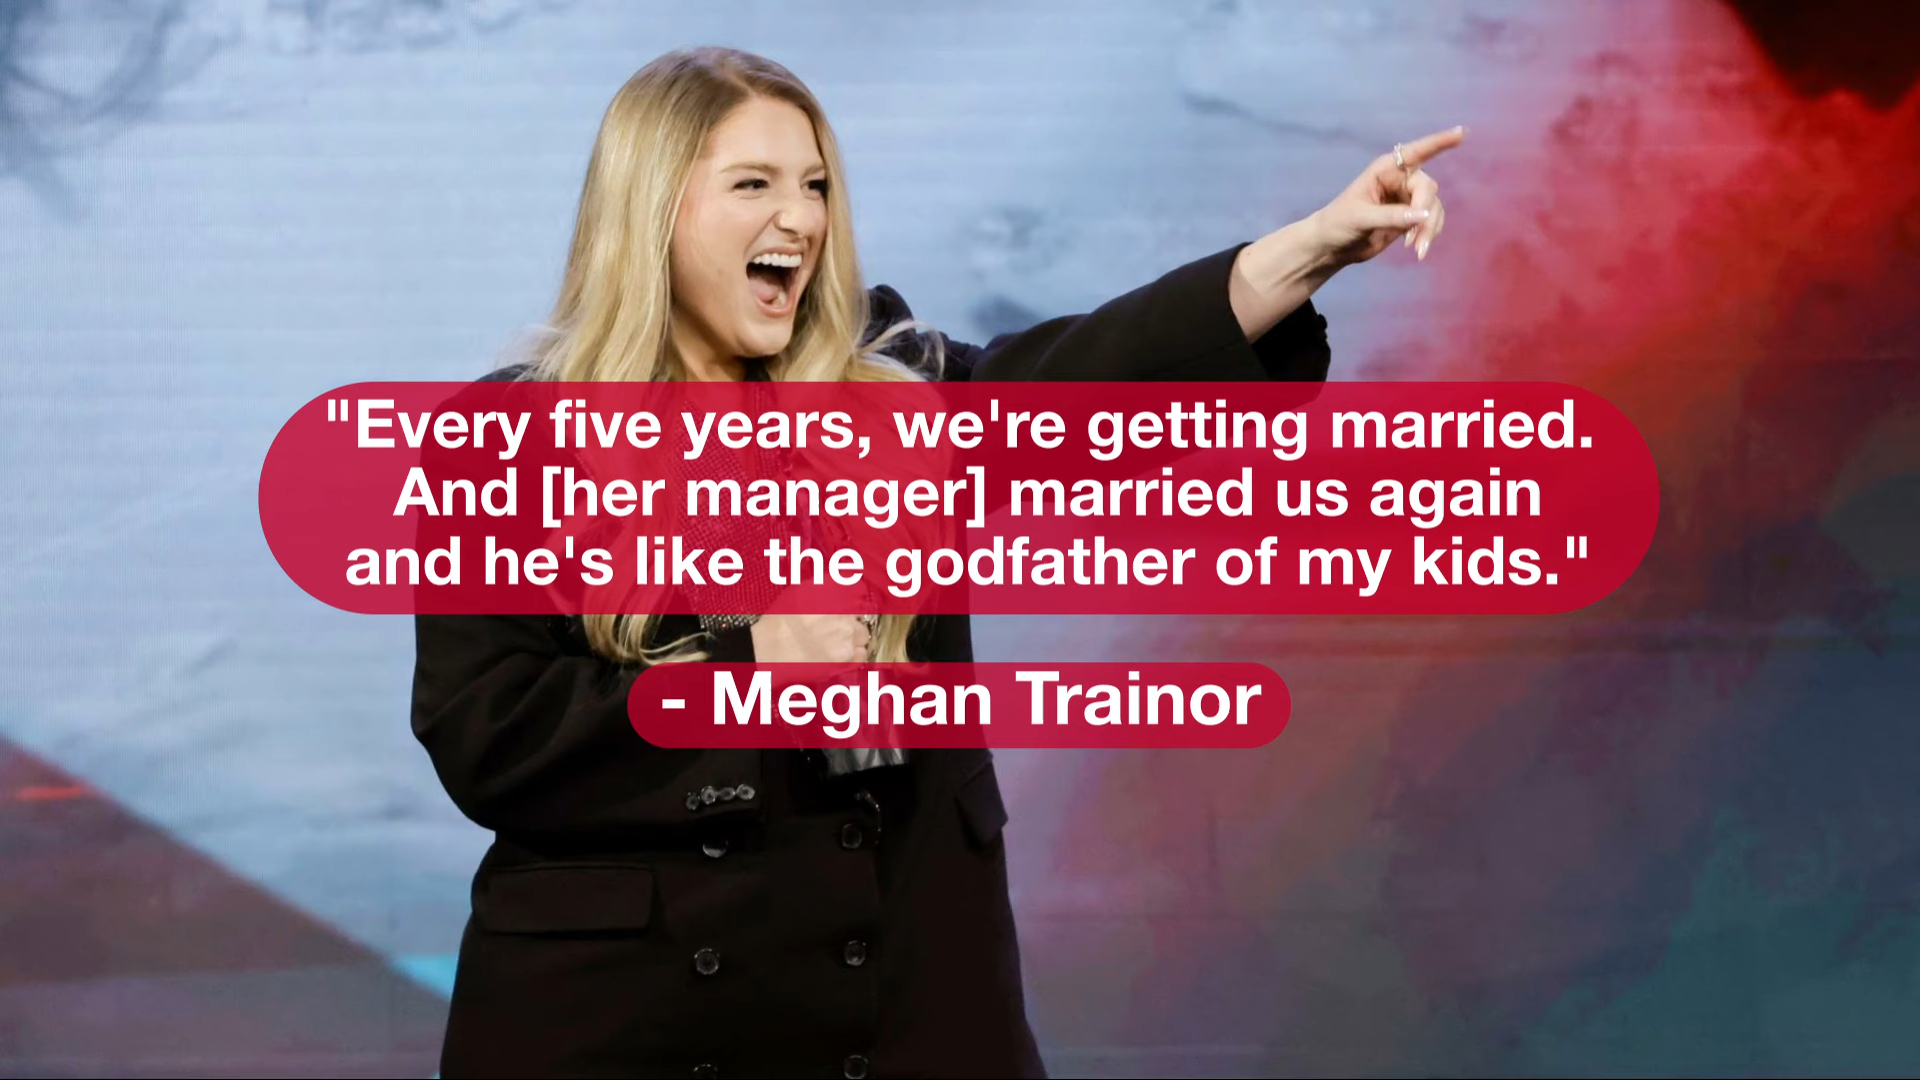 "Every five years, we're getting married.
And [her manager] married us again
and he's like the godfather of my kids."
- Meghan Trainor